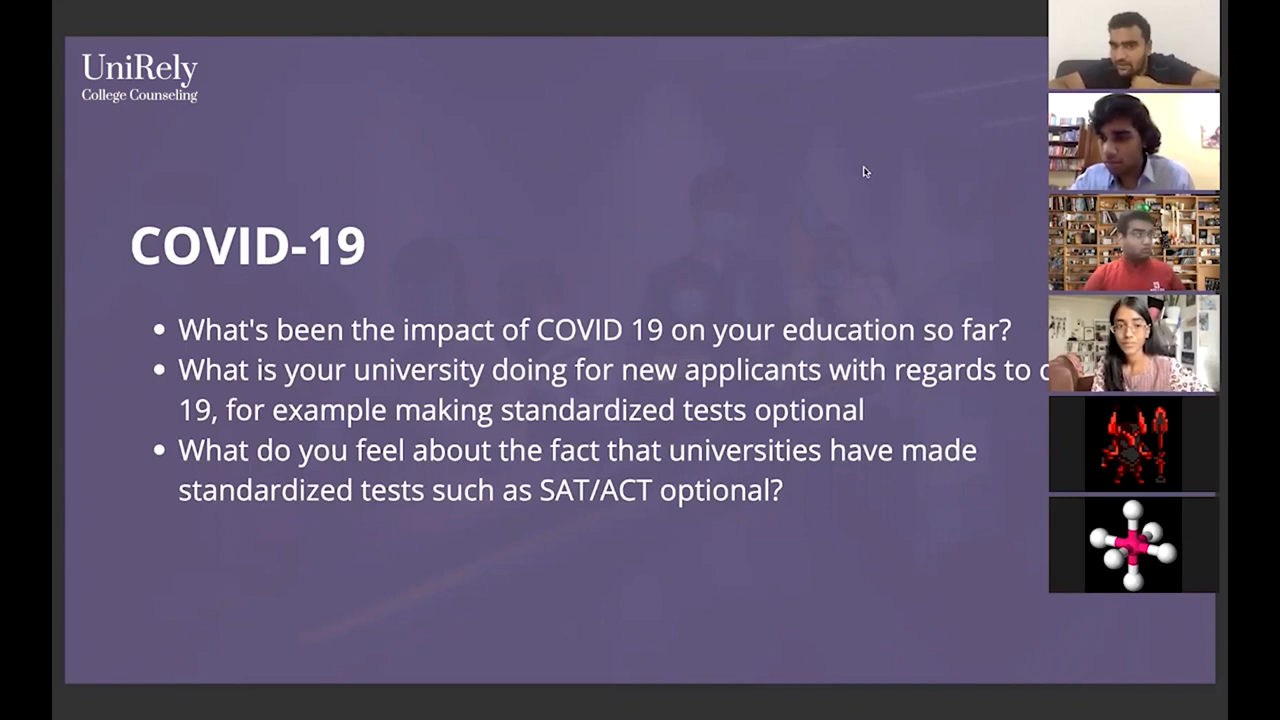 UniRely
College Counseling
COVID-19
• What's been the impact of COVID 19 on your education so far?
• What is your university doing for new applicants with regards to
19, for example making standardized tests optional
• What do you feel about the fact that universities have made
standardized tests such as SAT/ACT optional?